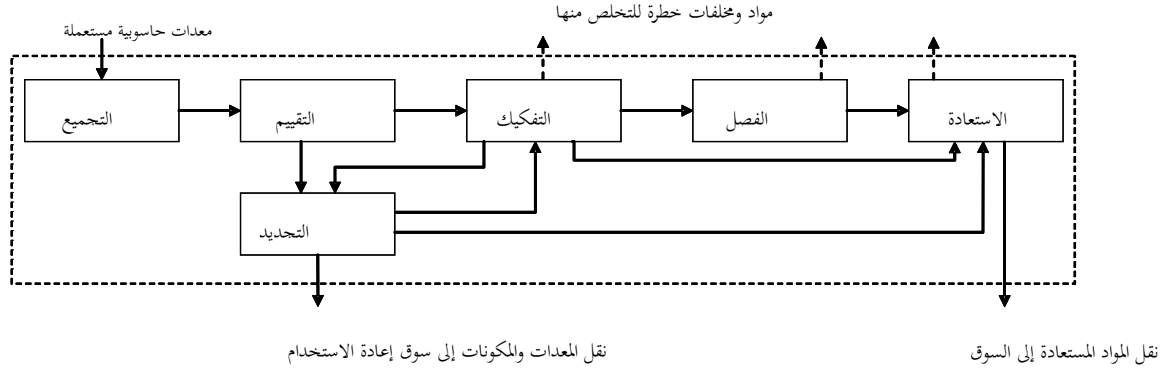 مواد ومخلفات خطرة للتخلص منها
معدات حاسوبية مستعملة
التجميع
التقييم
التفكيك
الفصل
الاستعادة
التجديد
نقل المعدات والمكونات إلى سوق إعادة الاستخدام
نقل المواد المستعادة إلى السوق